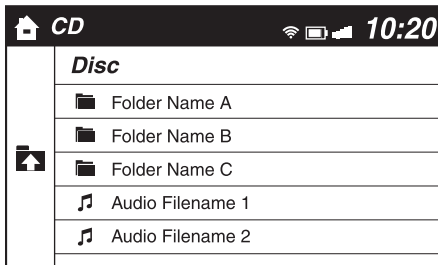 CD 10:20
Disc
Folder Name A
Folder Name B
Folder Name C
Audio Filename 1
Audio Filename 2